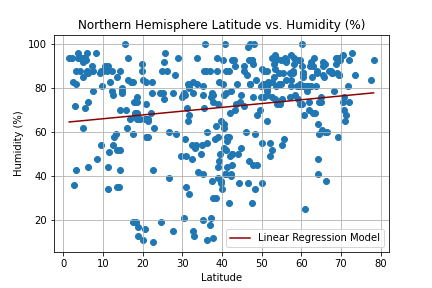 Northern Hemisphere Latitude vs. Humidity (%)
100
80
60
40
20
Humidity (%)
Linear Regression Model
0 10 20 30 40 50 60 70 80
Latitude